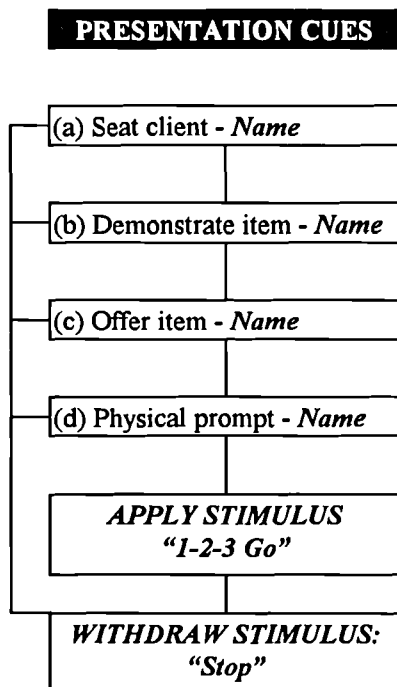 PRESENTATION CUES
(a) Seat client - Name
(b) Demonstrate item - Name
(c) Offer item - Name
(d) Physical prompt - Name
APPLY STIMULUS
“1-2-3 Go”
WITHDRAW STIMULUS:
“Stop”